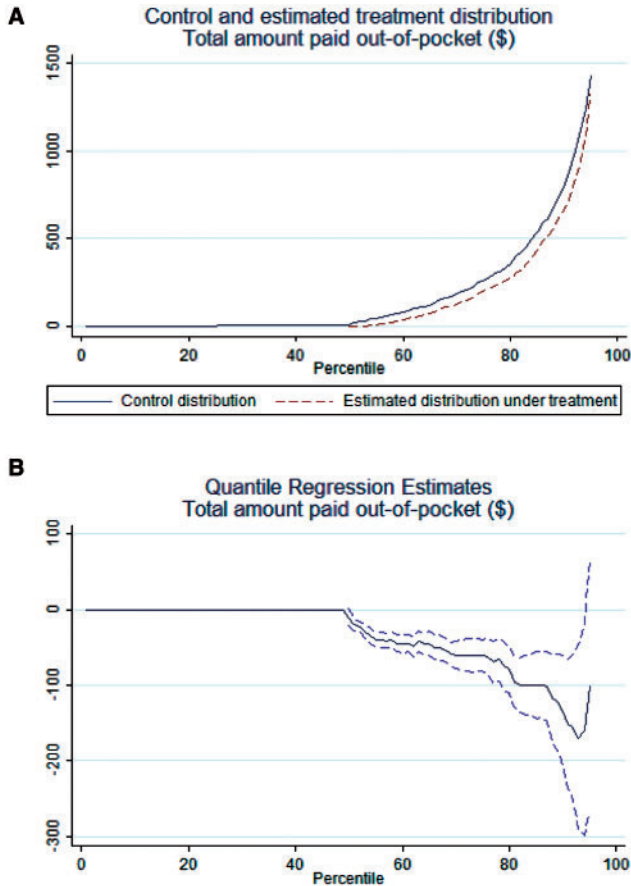 A
Control and estimated treatment distribution
Total amount paid out-of-pocket ($)
1500
1000
500
0
0 20 40 60 80 100
Percentile
Control distribution Estimated distribution under treatment
B
Quantile Regression Estimates
Total amount paid out-of-pocket ($)
100
0
-100
-200
-300
0 20 40 60 80 100
Percentile